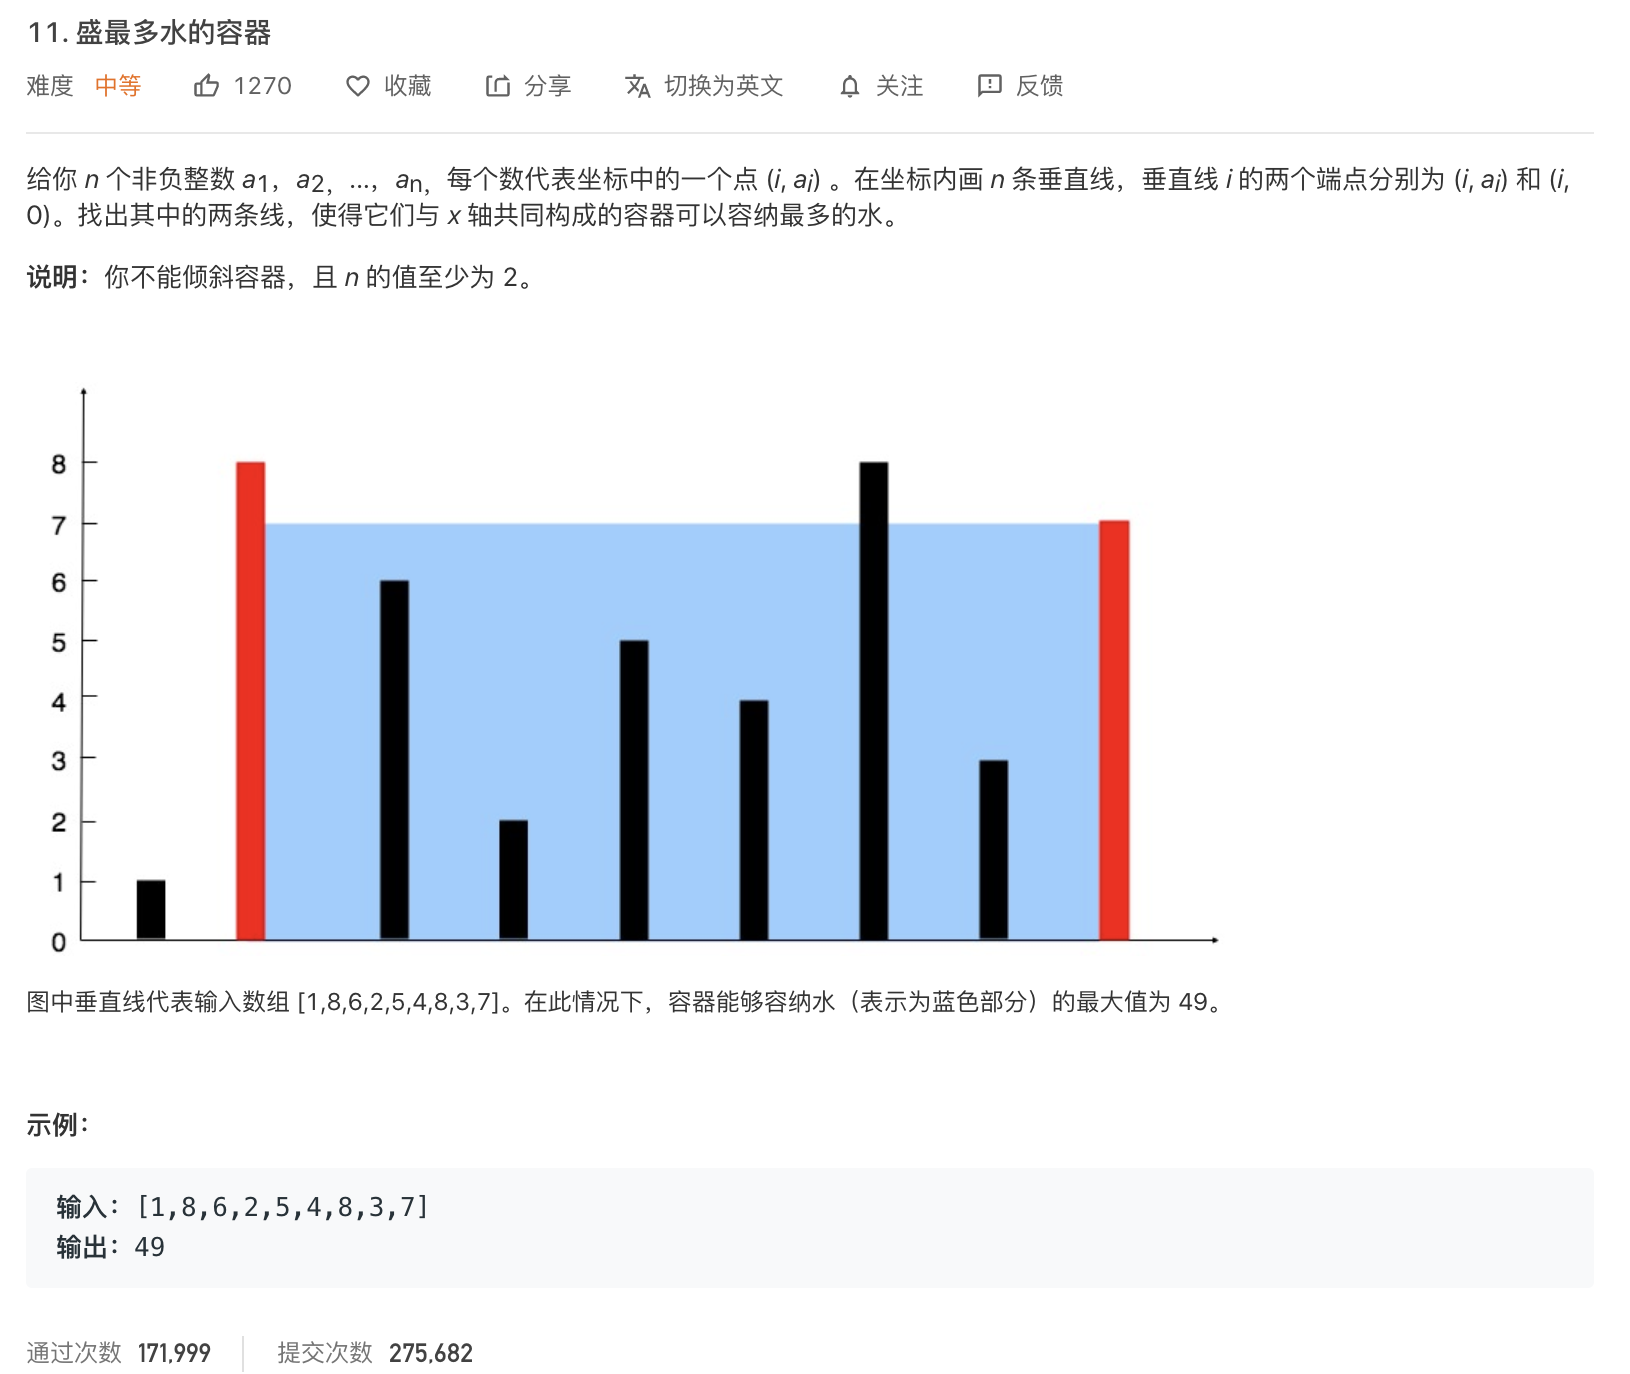 11. 盛最多水的容器
难度 中等 1270 收藏 分享 切换为英文 关注 反馈
给你 n 个非负整数 a1，a2，...，an，每个数代表坐标中的一个点 (i, ai) 。在坐标内画 n 条垂直线，垂直线 i 的两个端点分别为 (i, ai) 和 (i,
0)。找出其中的两条线，使得它们与 x 轴共同构成的容器可以容纳最多的水。
说明：你不能倾斜容器，且 n 的值至少为 2。
8
7
6
5
4
3
2
1
0
图中垂直线代表输入数组 [1,8,6,2,5,4,8,3,7]。在此情况下，容器能够容纳水（表示为蓝色部分）的最大值为 49。
示例：
输入：[1,8,6,2,5,4,8,3,7]
输出：49
通过次数 171,999 提交次数 275,682